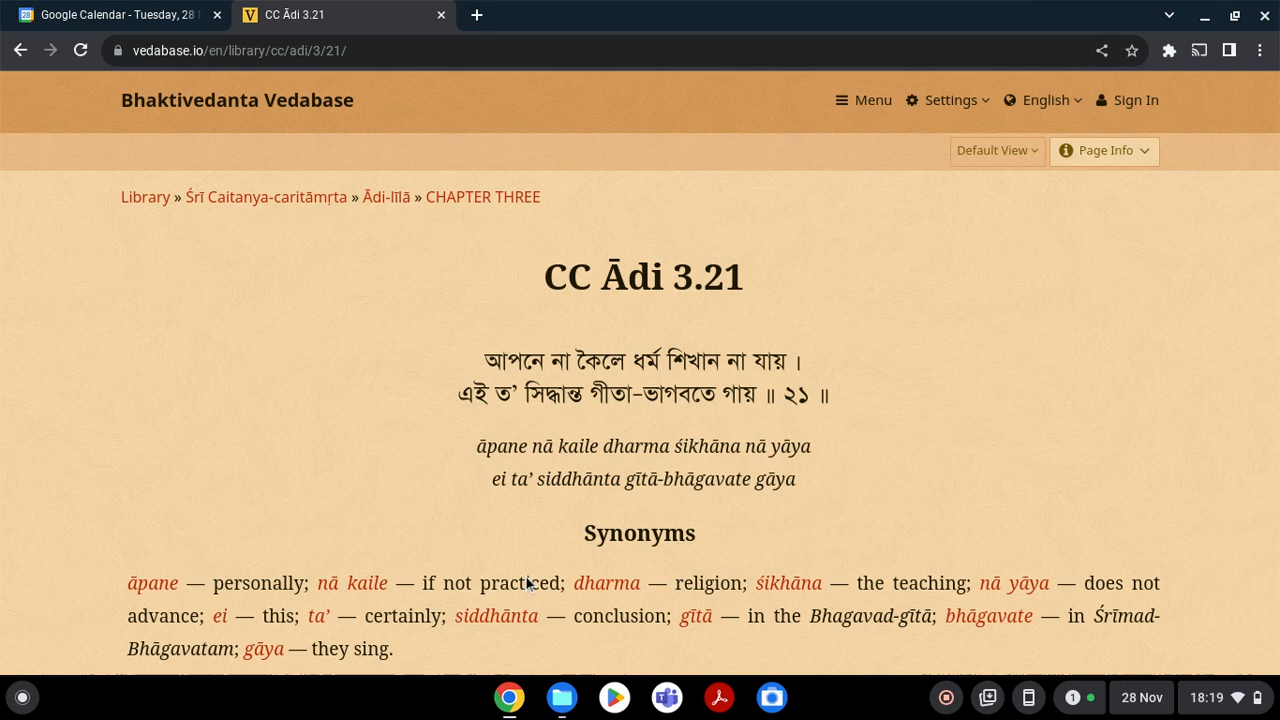 Google Calendar - Tuesday, 28
CC Ādi 3.21
vedabase.io/en/library/cc/adi/3/21/
Bhaktivedanta Vedabase
Menu Settings English Sign In
Default View Page Info
Library » Śrī Caitanya-caritāmṛta » Ādi-līlā » CHAPTER THREE
CC Ādi 3.21
আপনে না কৈলে ধর্ম শিখান না যায় ।
এই ত’ সিদ্ধান্ত গীতা-ভাগবতে গায় ॥ ২১ ॥
āpane nā kaile dharma śikhāna nā yāya
ei ta’ siddhānta gītā-bhāgavate gāya
Synonyms
āpane — personally; nā kaile — if not practiced; dharma — religion; śikhāna — the teaching; nā yāya — does not
advance; ei — this; ta’ — certainly; siddhānta — conclusion; gītā — in the Bhagavad-gītā; bhāgavate — in Śrīmad-
Bhāgavatam; gāya — they sing.
1 28 Nov 18:19